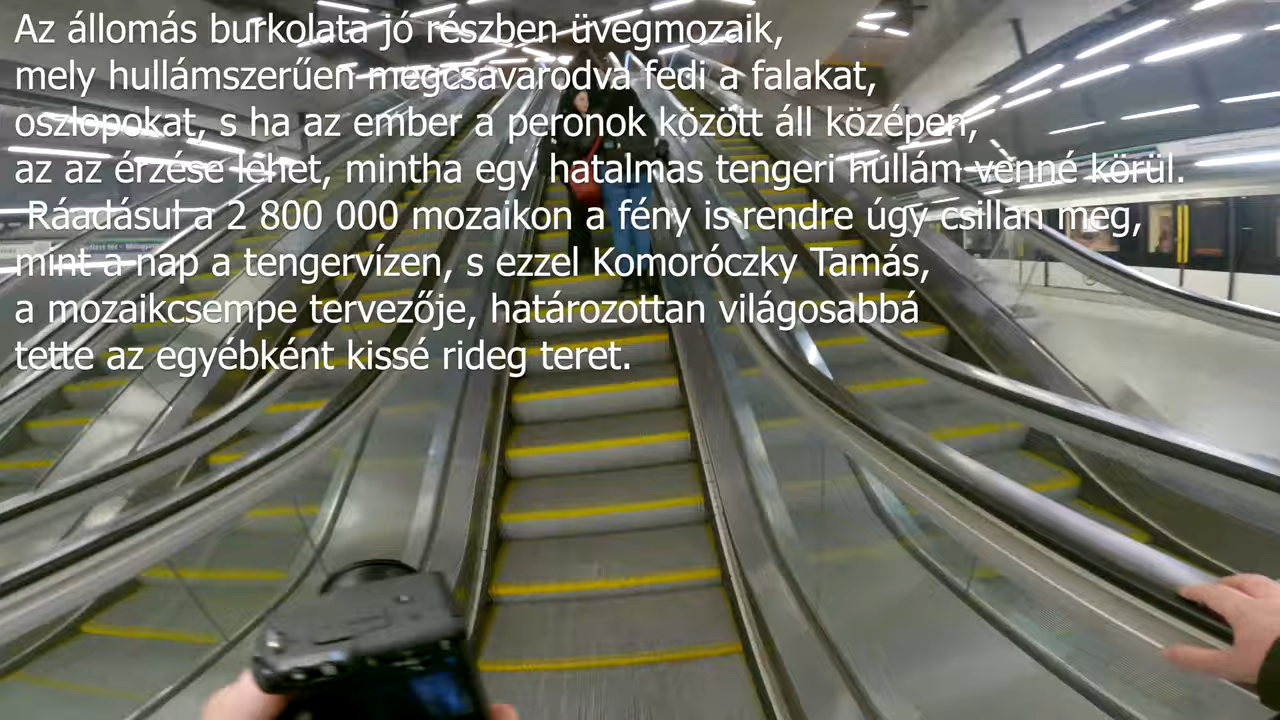 Az állomás burkolata jó részben üvegmozaik,
mely hullámszerűen megcsavarodva fedi a falakat,
oszlopokat, s ha az ember a peronok között áll középen,
az az érzése lehet, mintha egy hatalmas tengeri hullám venné körül.
Ráadásul a 2 800 000 mozaikon a fény is rendre úgy csillan meg,
mint a nap a tengervízen, s ezzel Komoróczky Tamás,
a mozaikcsempe tervezője, határozottan világosabbá
tette az egyébként kissé rideg teret.